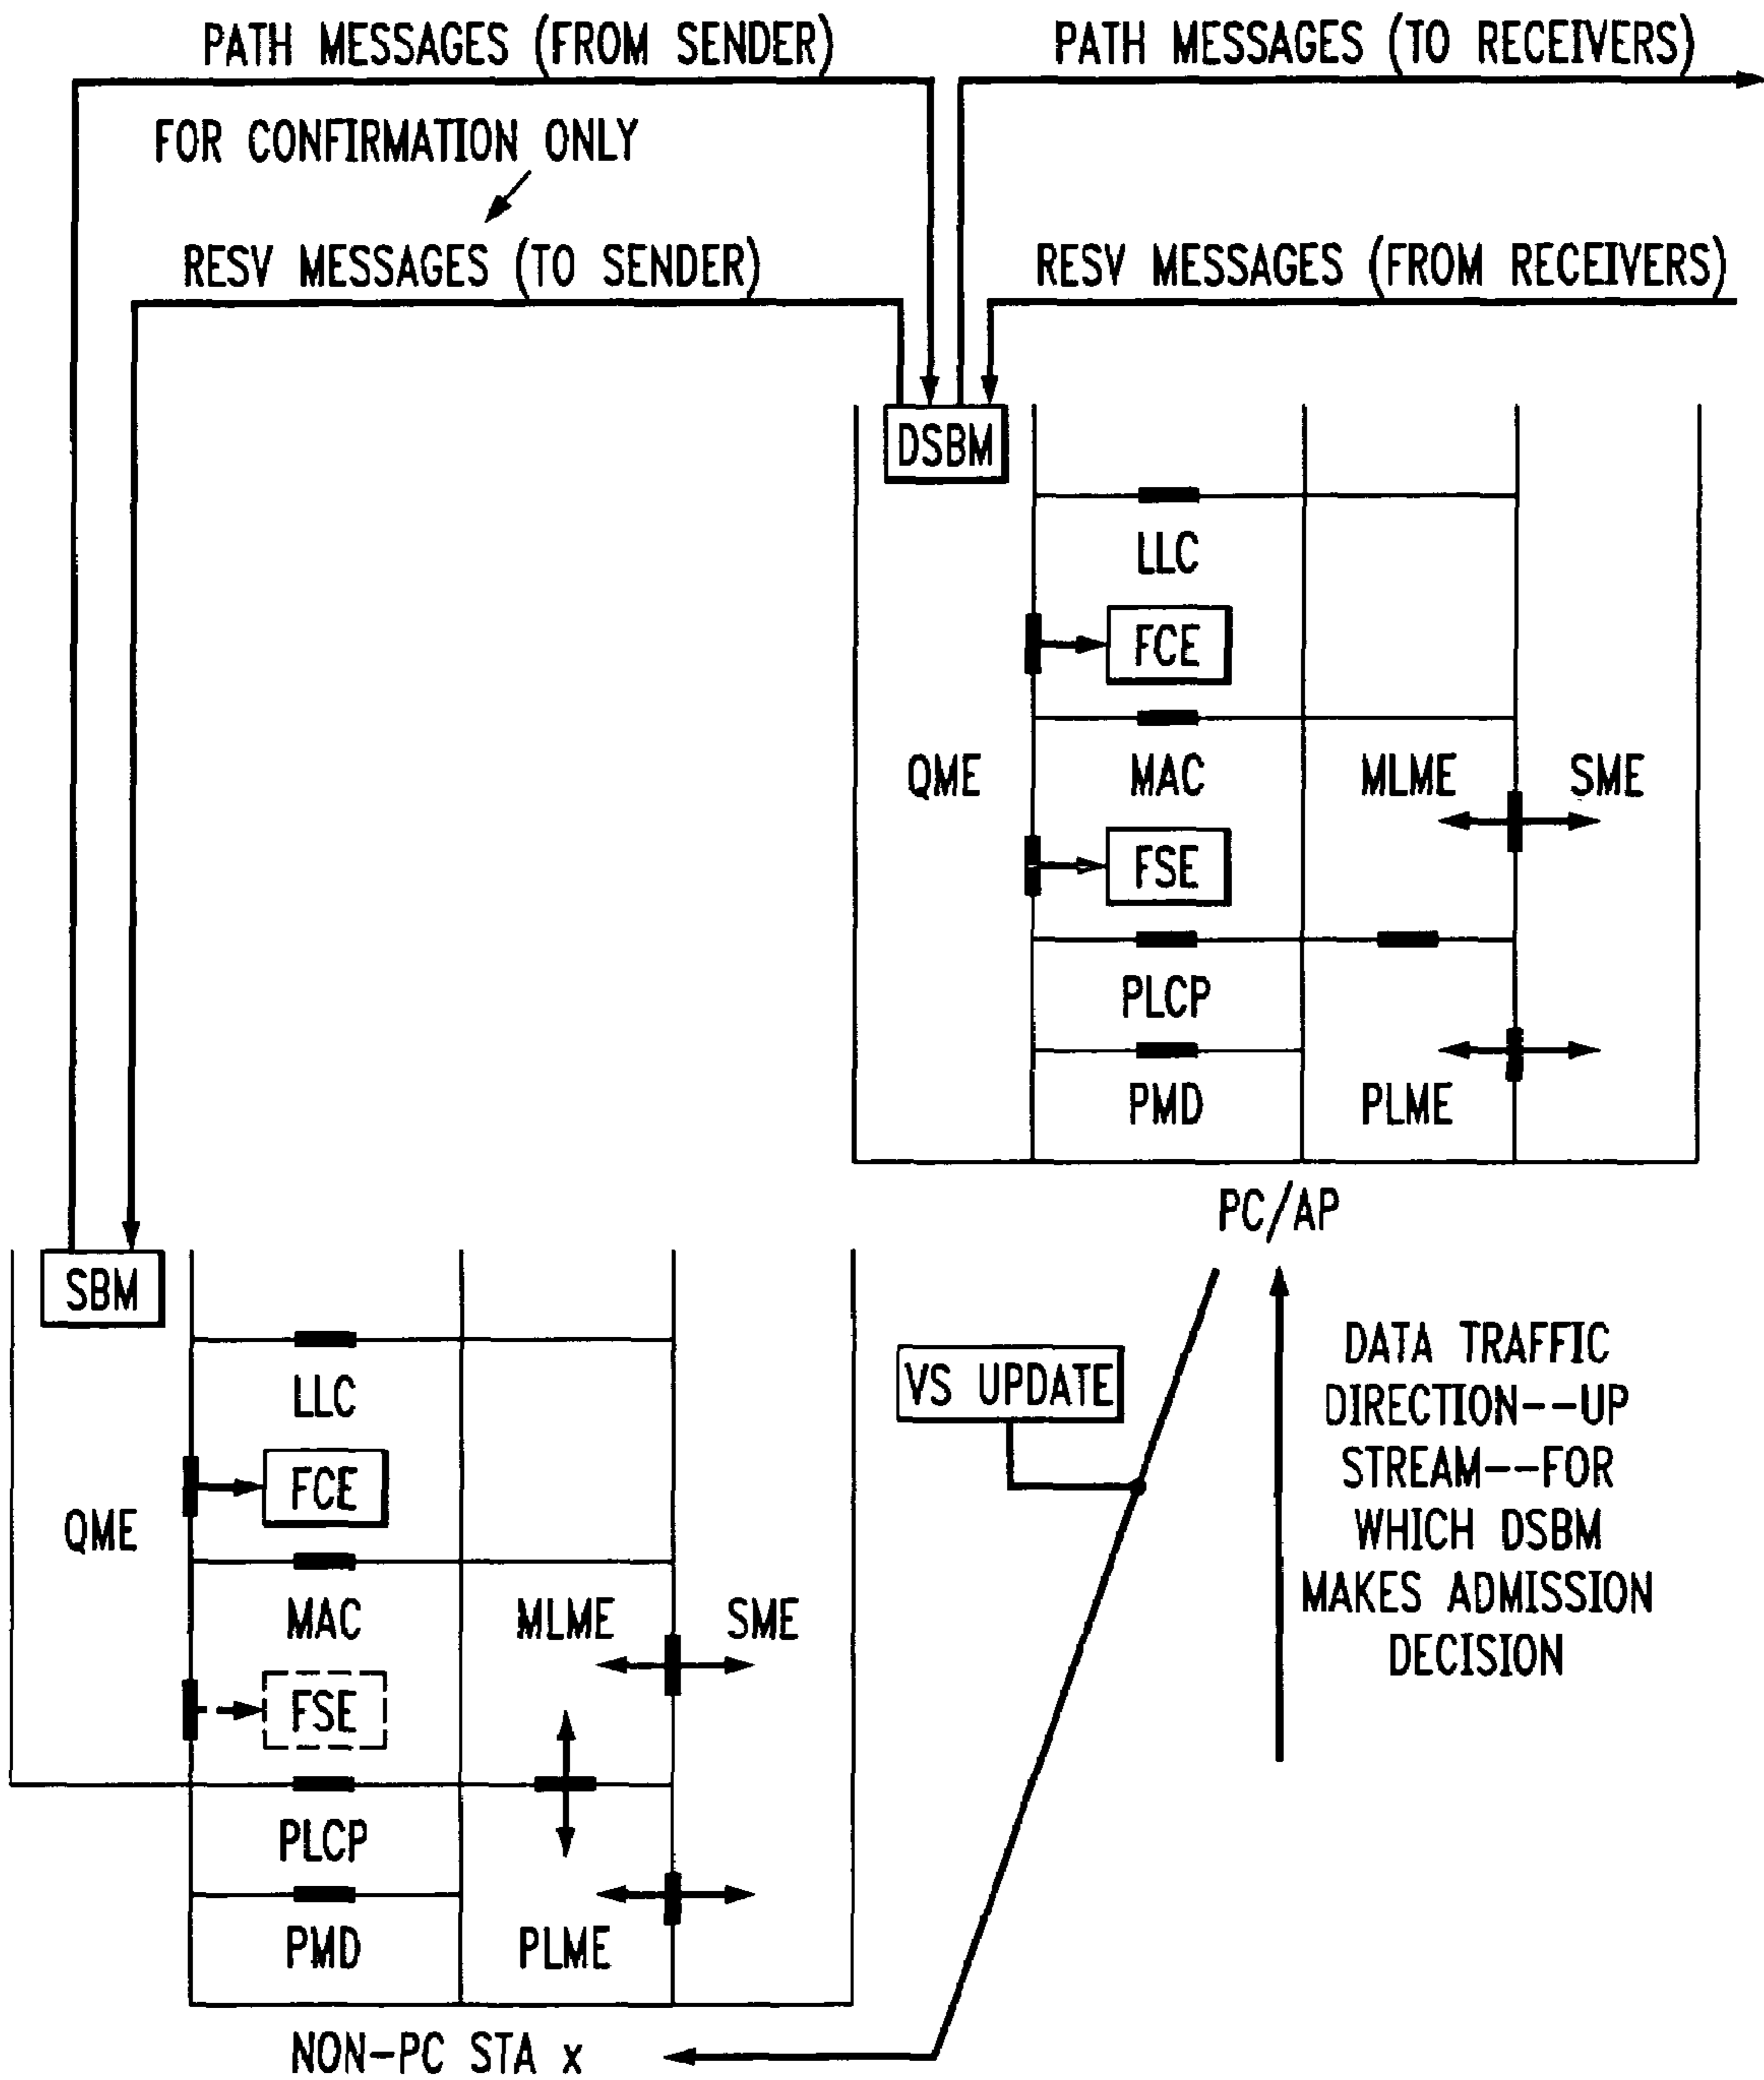 PATH MESSAGES (FROM SENDER)
PATH MESSAGES (TO RECEIVERS)
FOR CONFIRMATION ONLY
RESV MESSAGES (TO SENDER)
RESV MESSAGES (FROM RECEIVERS)
DSBM
LLC
FCE
QME
MAC
MLME
SME
FSE
PLCP
PMD
PLME
PC/AP
SBM
LLC
FCE
QME
MAC
MLME
SME
FSE
PLCP
PMD
PLME
NON-PC STA x
VS UPDATE
DATA TRAFFIC
DIRECTION--UP
STREAM--FOR
WHICH DSBM
MAKES ADMISSION
DECISION